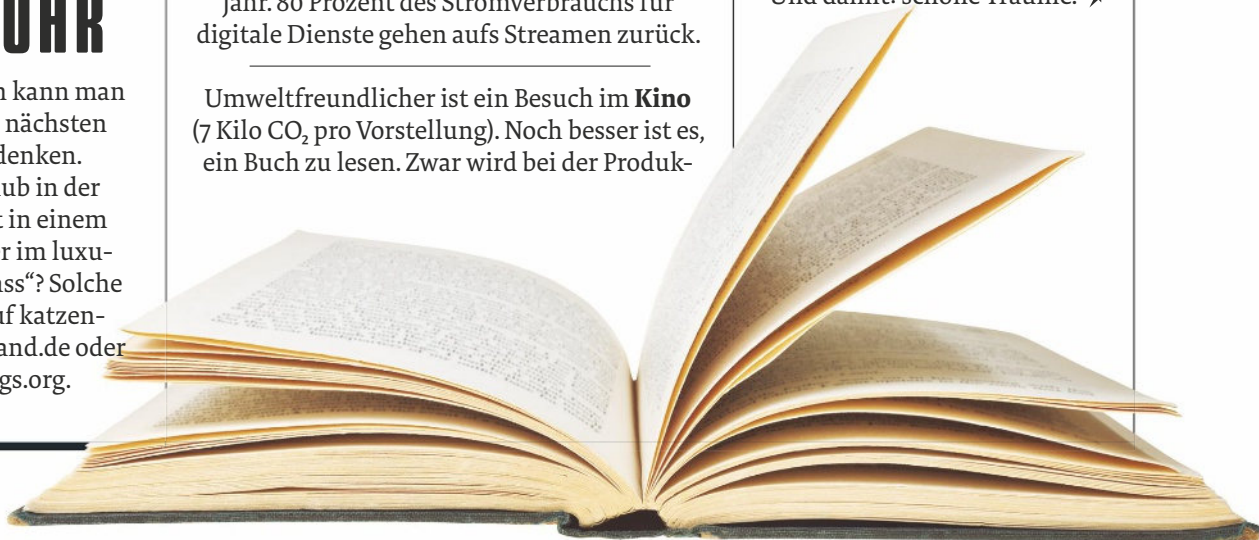 UHR
n kann man
nächsten
denken.
ub in der
t in einem
r im luxu-
ass“? Solche
uf katzen-
and.de oder
gs.org.
Jahr. 80 Prozent des Stromverbrauchs für
digitale Dienste gehen aufs Streamen zurück.
Umweltfreundlicher ist ein Besuch im Kino
(7 Kilo CO₂ pro Vorstellung). Noch besser ist es,
ein Buch zu lesen. Zwar wird bei der Produk-
Und damit: schöne Träume.